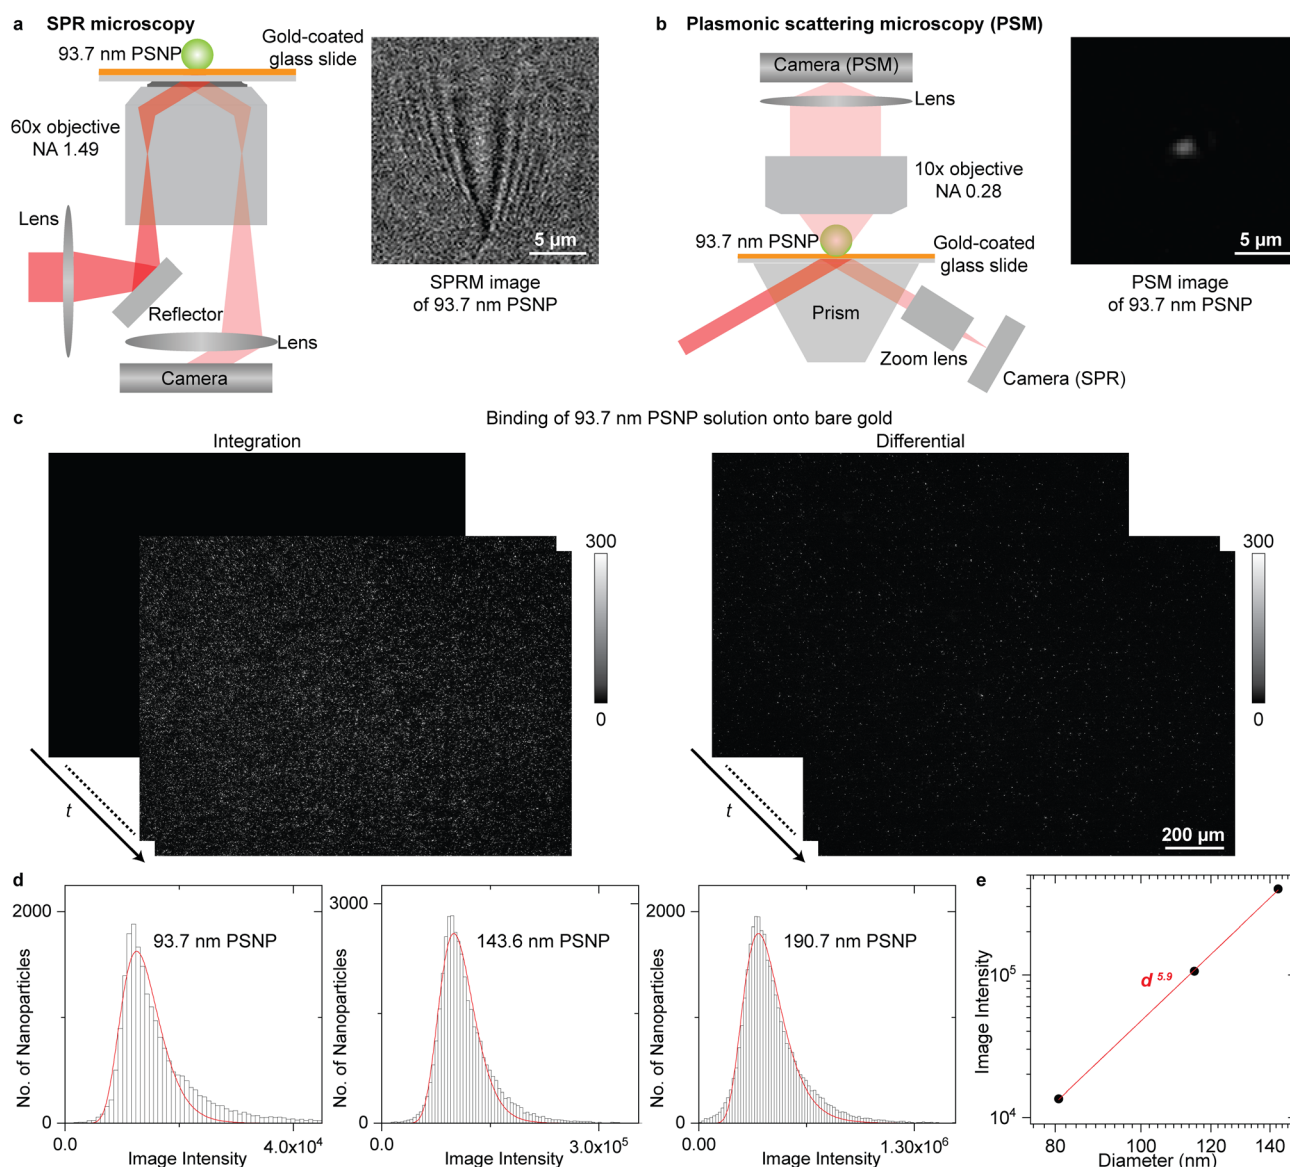 a SPR microscopy
93.7 nm PSNP
Gold-coated
glass slide
60x objective
NA 1.49
Lens
Reflector
Lens
Camera
5 µm
SPRM image
of 93.7 nm PSNP
b Plasmonic scattering microscopy (PSM)
Camera (PSM)
Lens
10x objective
NA 0.28
93.7 nm PSNP
Gold-coated
glass slide
Prism
Zoom lens
Camera (SPR)
5 µm
PSM image
of 93.7 nm PSNP
c Binding of 93.7 nm PSNP solution onto bare gold
Integration
300
0
t
Differential
300
0
t
200 µm
d
No. of Nanoparticles
2000
0
93.7 nm PSNP
0.0
4.0x10⁴
Image Intensity
No. of Nanoparticles
3000
0
143.6 nm PSNP
0.0
3x10⁵
Image Intensity
No. of Nanoparticles
2000
0
190.7 nm PSNP
0.00
1.30x10⁶
Image Intensity
e
Image Intensity
10⁵
10⁴
d 5.9
80
100
120
140
Diameter (nm)